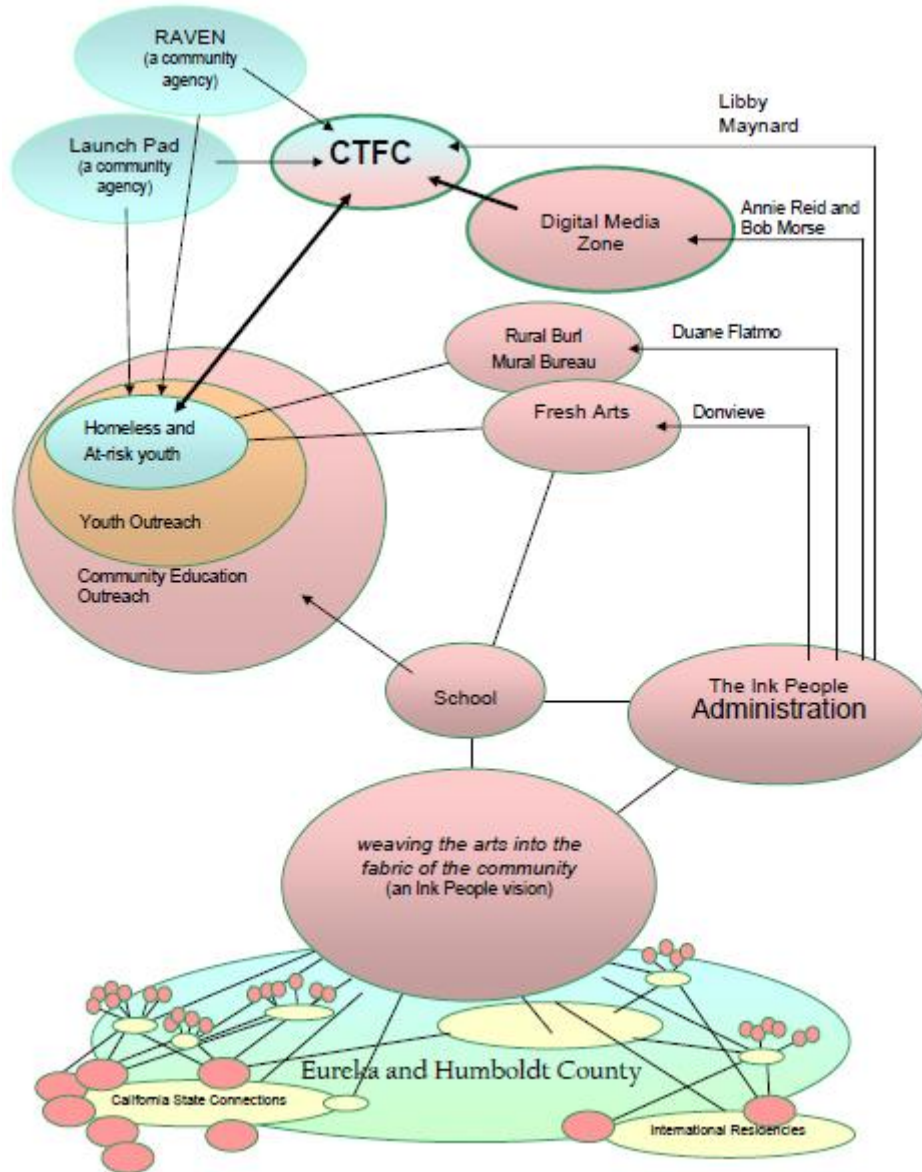 RAVEN
(a community
agency)
Launch Pad
(a community
agency)
CTFC
Libby
Maynard
Digital Media
Zone
Annie Reid and
Bob Morse
Rural Burl
Mural Bureau
Duane Flatmo
Fresh Arts
Donvieve
Homeless and
At-risk youth
Youth Outreach
Community Education
Outreach
School
The Ink People
Administration
weaving the arts into the
fabric of the community
(an Ink People vision)
Eureka and Humboldt County
California State Connections
International Residencies